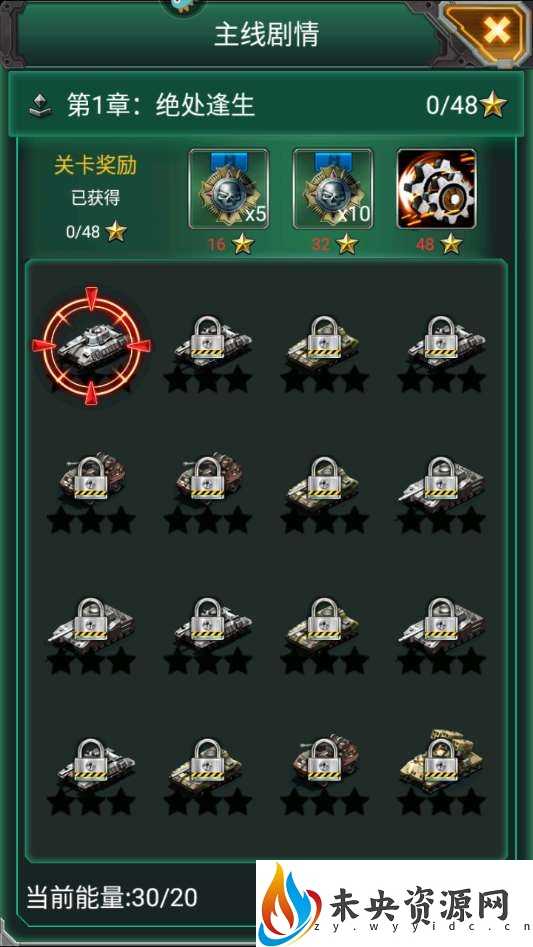 主线剧情
第1章：绝处逢生
0/48
关卡奖励
已获得
0/48
x5
x10
16
32
48
当前能量:30/20
未央资源网
zy.wyyidc.cn